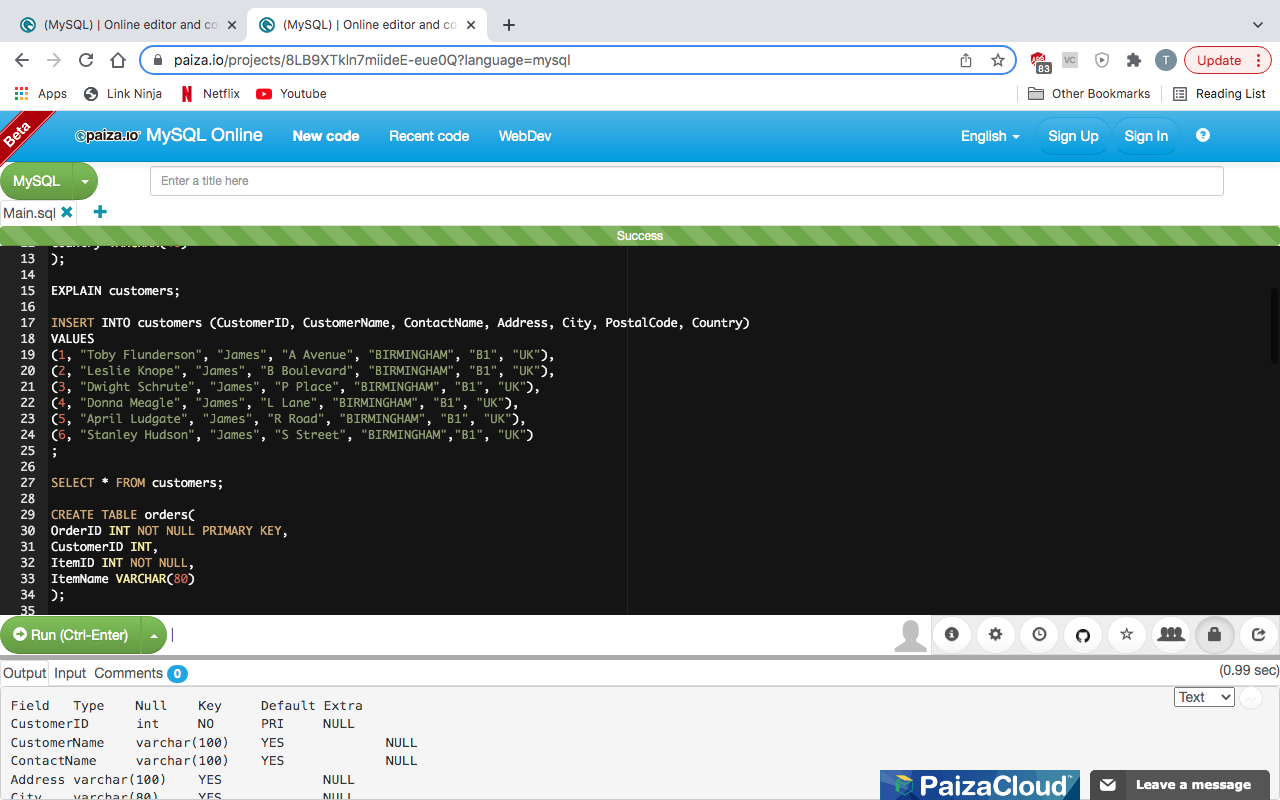 (MySQL) | Online editor and co
(MySQL) | Online editor and co
paiza.io/projects/8LB9XTkln7miideE-eue0Q?language=mysql
83
VC
T
Update
Apps
Link Ninja
Netflix
Youtube
Other Bookmarks
Reading List
Beta
paiza.io MySQL Online
New code
Recent code
WebDev
English
Sign Up
Sign In
MySQL
Enter a title here
Main.sql
Success
13 );
14
15 EXPLAIN customers;
16
17 INSERT INTO customers (CustomerID, CustomerName, ContactName, Address, City, PostalCode, Country)
18 VALUES
19 (1, "Toby Flunderson", "James", "A Avenue", "BIRMINGHAM", "B1", "UK"),
20 (2, "Leslie Knope", "James", "B Boulevard", "BIRMINGHAM", "B1", "UK"),
21 (3, "Dwight Schrute", "James", "P Place", "BIRMINGHAM", "B1", "UK"),
22 (4, "Donna Meagle", "James", "L Lane", "BIRMINGHAM", "B1", "UK"),
23 (5, "April Ludgate", "James", "R Road", "BIRMINGHAM", "B1", "UK"),
24 (6, "Stanley Hudson", "James", "S Street", "BIRMINGHAM","B1", "UK")
25 ;
26
27 SELECT * FROM customers;
28
29 CREATE TABLE orders(
30 OrderID INT NOT NULL PRIMARY KEY,
31 CustomerID INT,
32 ItemID INT NOT NULL,
33 ItemName VARCHAR(80)
34 );
35
Run (Ctrl-Enter)
Output Input Comments 0
(0.99 sec)
Text
Field Type Null Key Default Extra
CustomerID int NO PRI NULL
CustomerName varchar(100) YES NULL
ContactName varchar(100) YES NULL
Address varchar(100) YES NULL
City varchar(80) YES NULL
PaizaCloud
Leave a message